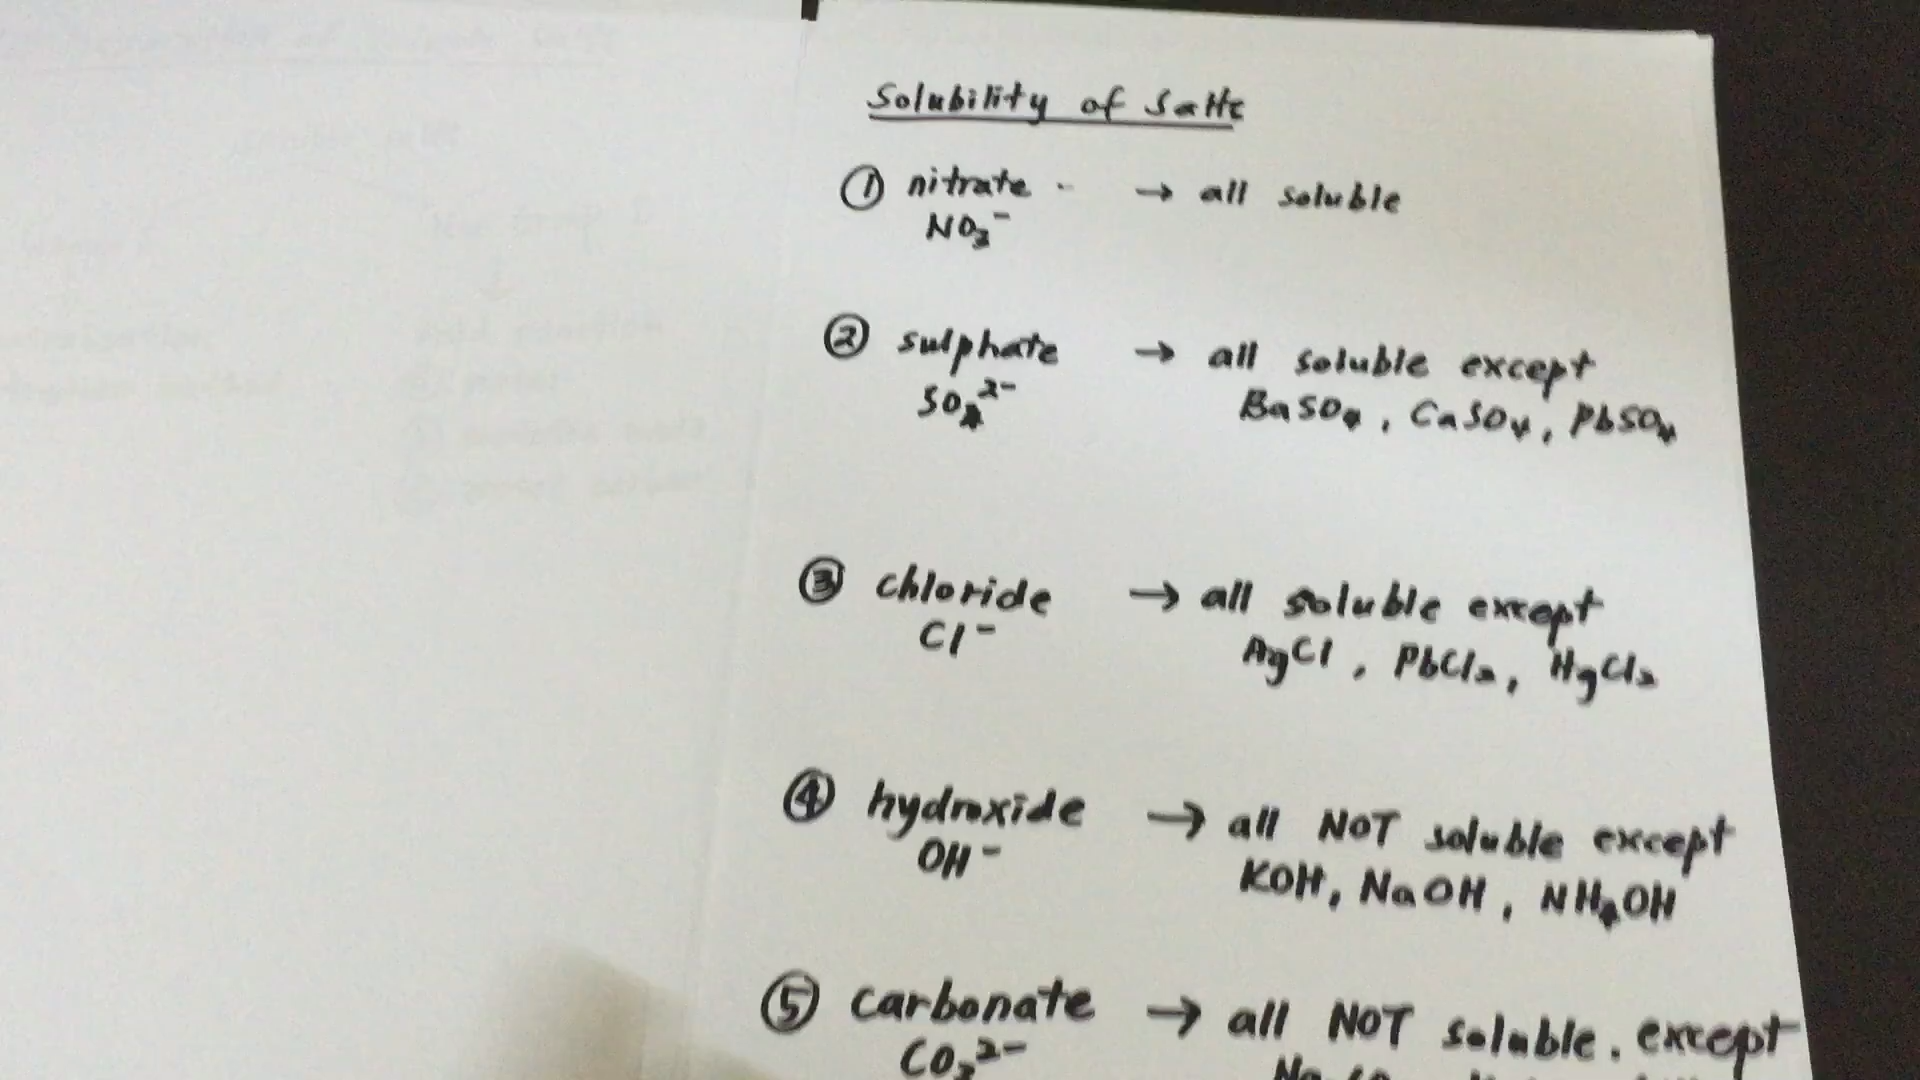 Solubility of Salts
① nitrate → all soluble
NO₃⁻
② sulphate → all soluble except
SO₄²⁻ BaSO₄, CaSO₄, PbSO₄
③ chloride → all soluble except
Cl⁻ AgCl, PbCl₂, HgCl₂
④ hydroxide → all NOT soluble except
OH⁻ KOH, NaOH, NH₄OH
⑤ carbonate → all NOT soluble. except
CO₃²⁻